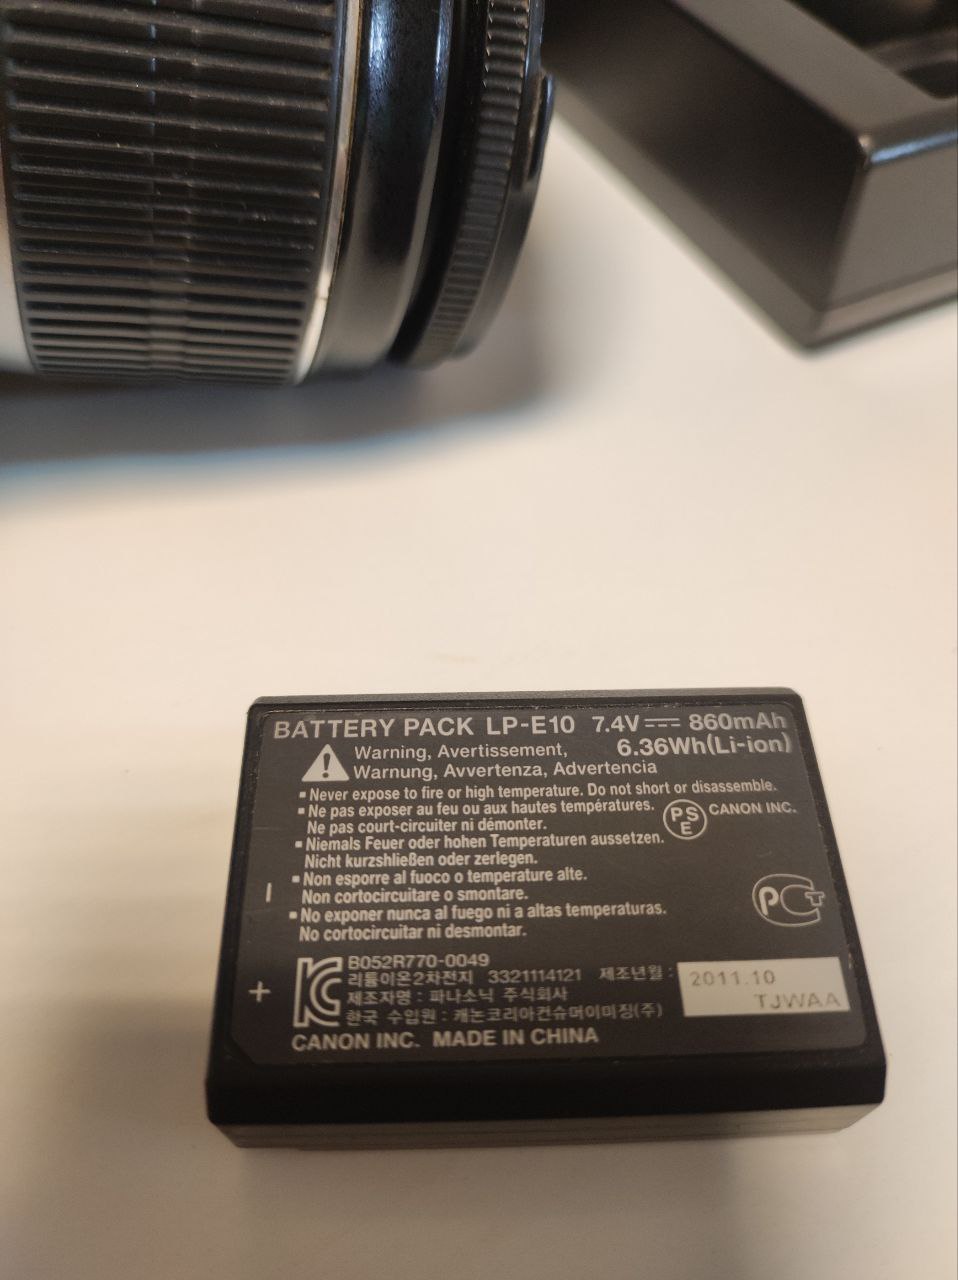 BATTERY PACK LP-E10 7.4V⎓ 860mAh
6.36Wh(Li-ion)
Warning, Avertissement,
Warnung, Avvertenza, Advertencia
▪ Never expose to fire or high temperature. Do not short or disassemble.
▪ Ne pas exposer au feu ou aux hautes températures.
Ne pas court-circuiter ni démonter.
PSE CANON INC.
▪ Niemals Feuer oder hohen Temperaturen aussetzen.
Nicht kurzshließen oder zerlegen.
▪ Non esporre al fuoco o temperature alte.
Non cortocircuitare o smontare.
▪ No exponer nunca al fuego ni a altas temperaturas.
No cortocircuitar ni desmontar.
PCT
–
+
KC
B052R770-0049
리튬이온2차전지 3321114121 제조년월 :
2011.10
TJWAA
제조자명 : 파나소닉 주식회사
한국 수입원 : 캐논코리아컨슈머이미징(주)
CANON INC. MADE IN CHINA